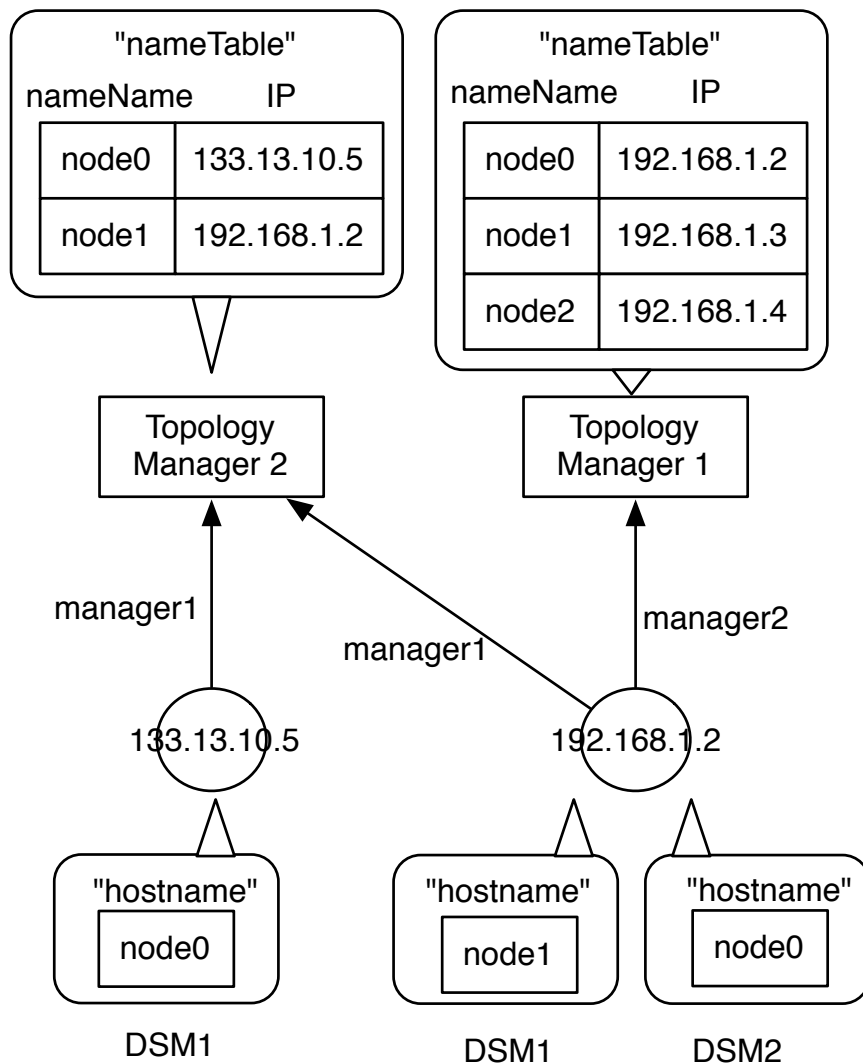 "nameTable"
nameName IP
node0 133.13.10.5
node1 192.168.1.2
"nameTable"
nameName IP
node0 192.168.1.2
node1 192.168.1.3
node2 192.168.1.4
Topology
Manager 2
Topology
Manager 1
manager1
manager1
manager2
133.13.10.5
192.168.1.2
"hostname"
node0
DSM1
"hostname"
node1
DSM1
"hostname"
node0
DSM2